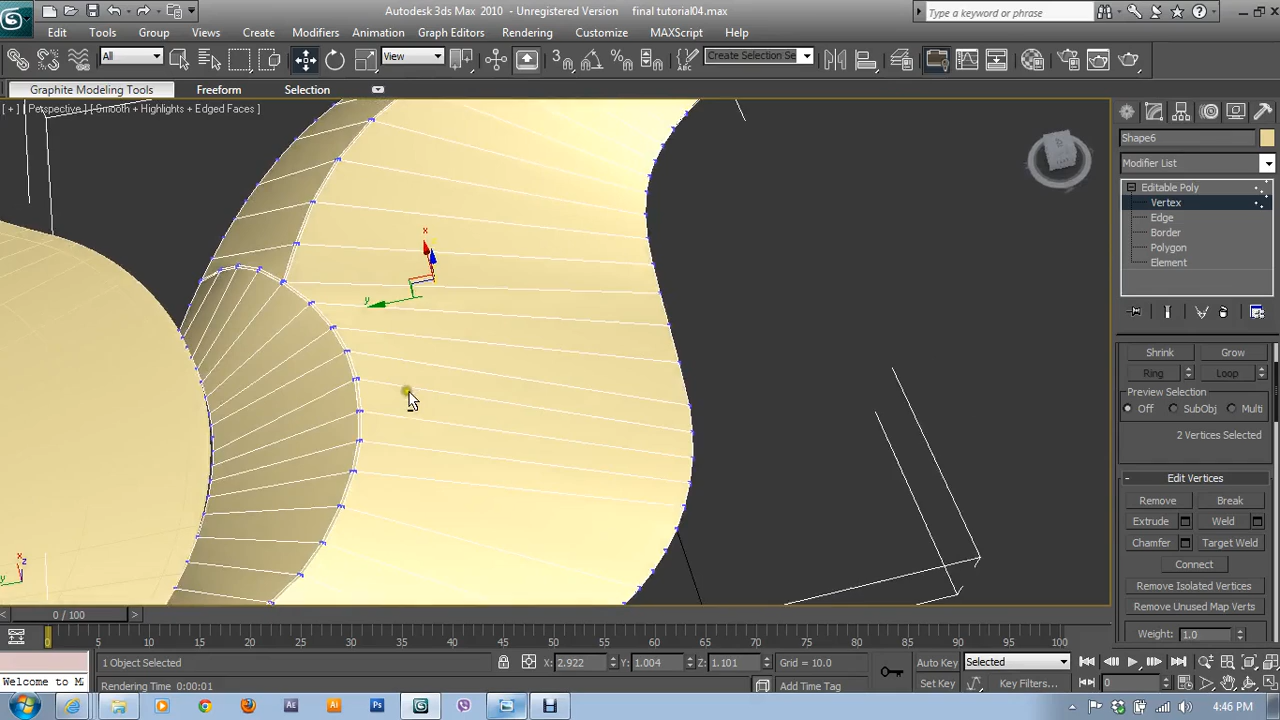 Autodesk 3ds Max 2010 - Unregistered Version final tutorial04.max
Type a keyword or phrase
Edit Tools Group Views Create Modifiers Animation Graph Editors Rendering Customize MAXScript Help
All View Create Selection Se
Graphite Modeling Tools Freeform Selection
[ + ] [ Perspective ] [ Smooth + Highlights + Edged Faces ]
Shape6
Modifier List
Editable Poly
Vertex
Edge
Border
Polygon
Element
Shrink Grow
Ring Loop
Preview Selection
Off SubObj Multi
2 Vertices Selected
- Edit Vertices
Remove Break
Extrude Weld
Chamfer Target Weld
Connect
Remove Isolated Vertices
Remove Unused Map Verts
Weight: 1.0
x
y
x
z
y
< 0 / 100 >
0 5 10 15 20 25 30 35 40 45 50 55 60 65 70 75 80 85 90 95 100
1 Object Selected X: 2.922 Y: 1.004 Z: 1.101 Grid = 10.0 Auto Key Selected
Welcome to M Rendering Time 0:00:01 Add Time Tag Set Key Key Filters... 0
4:46 PM